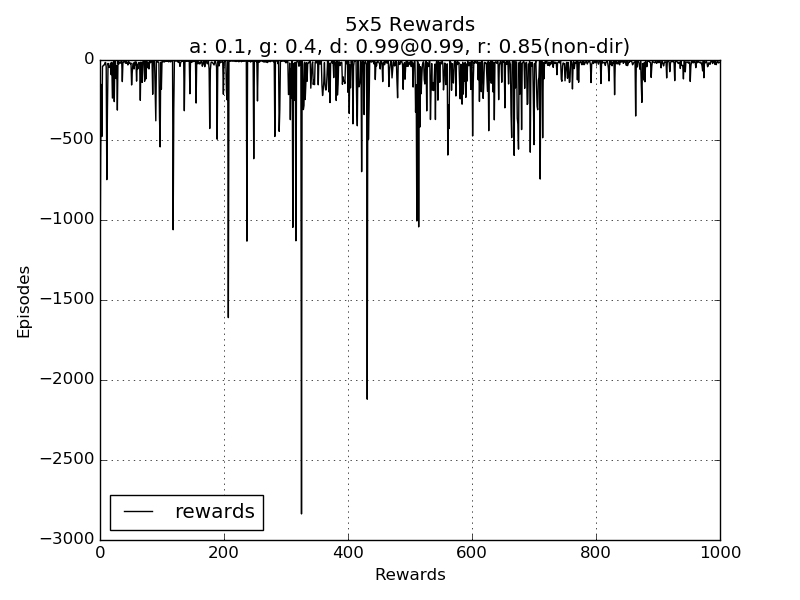 5x5 Rewards
a: 0.1, g: 0.4, d: 0.99@0.99, r: 0.85(non-dir)
0
−500
−1000
−1500
−2000
−2500
−3000
Episodes
rewards
0 200 400 600 800 1000
Rewards